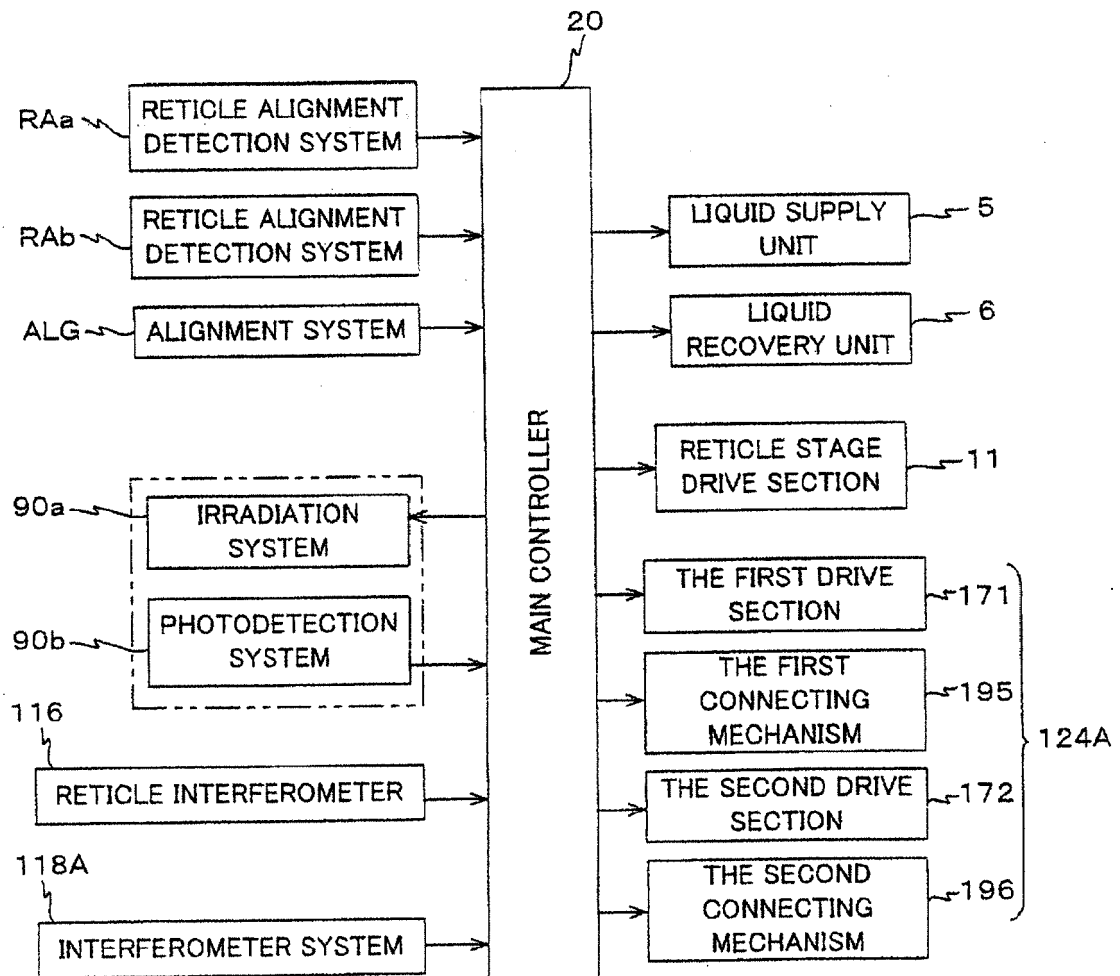 20
RAa
RETICLE ALIGNMENT
DETECTION SYSTEM
RAb
RETICLE ALIGNMENT
DETECTION SYSTEM
ALG
ALIGNMENT SYSTEM
90a
IRRADIATION
SYSTEM
90b
PHOTODETECTION
SYSTEM
116
RETICLE INTERFEROMETER
118A
INTERFEROMETER SYSTEM
MAIN CONTROLLER
LIQUID SUPPLY
UNIT
5
LIQUID
RECOVERY UNIT
6
RETICLE STAGE
DRIVE SECTION
11
THE FIRST DRIVE
SECTION
171
THE FIRST
CONNECTING
MECHANISM
195
THE SECOND DRIVE
SECTION
172
THE SECOND
CONNECTING
MECHANISM
196
124A